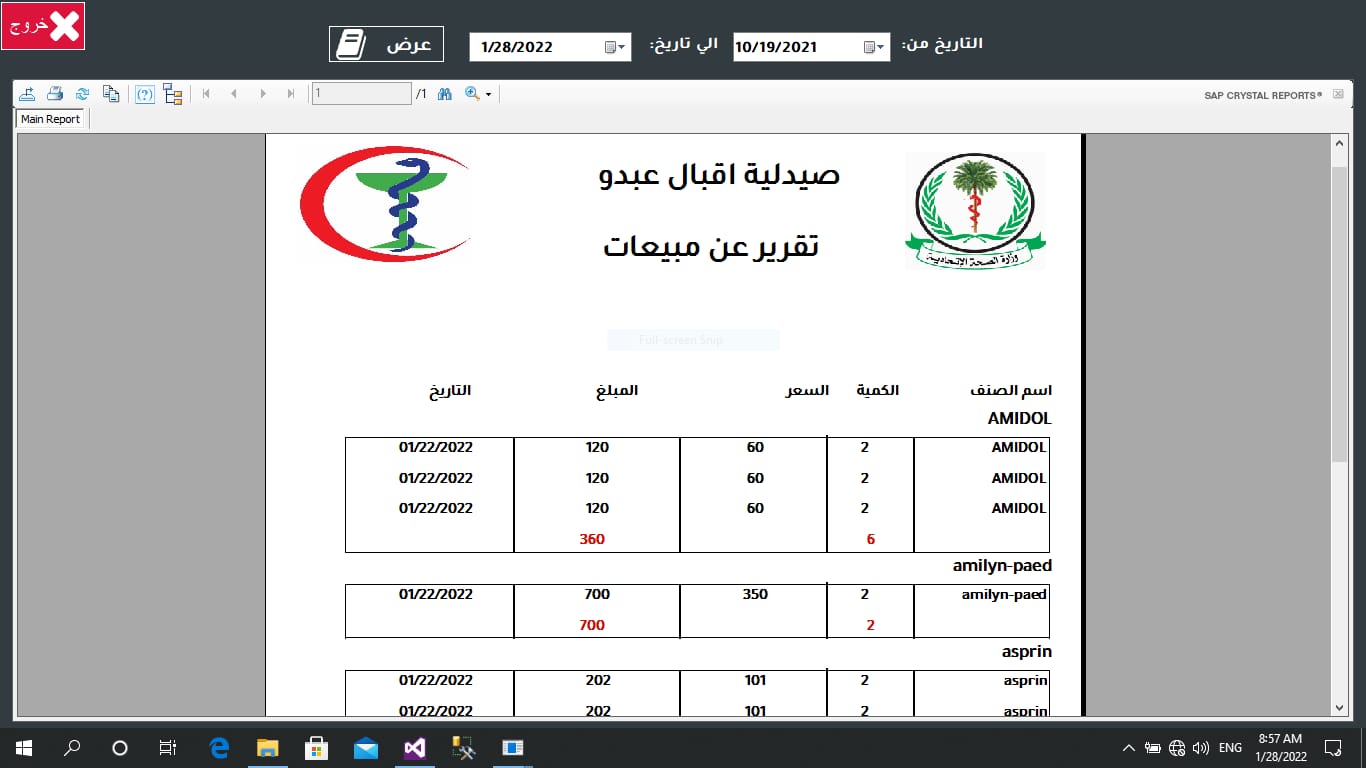 خروج
التاريخ من: 10/19/2021 الي تاريخ: 1/28/2022 عرض
1 /1 SAP CRYSTAL REPORTS®
Main Report
صيدلية اقبال عبدو
تقرير عن مبيعات
وزارة الصحة الإتحادية
Full-screen Snip
اسم الصنف الكمية السعر المبلغ التاريخ
AMIDOL
AMIDOL 2 60 120 01/22/2022
AMIDOL 2 60 120 01/22/2022
AMIDOL 2 60 120 01/22/2022
6 360
amilyn-paed
amilyn-paed 2 350 700 01/22/2022
2 700
asprin
asprin 2 101 202 01/22/2022
asprin 2 101 202 01/22/2022
ENG 8:57 AM
1/28/2022